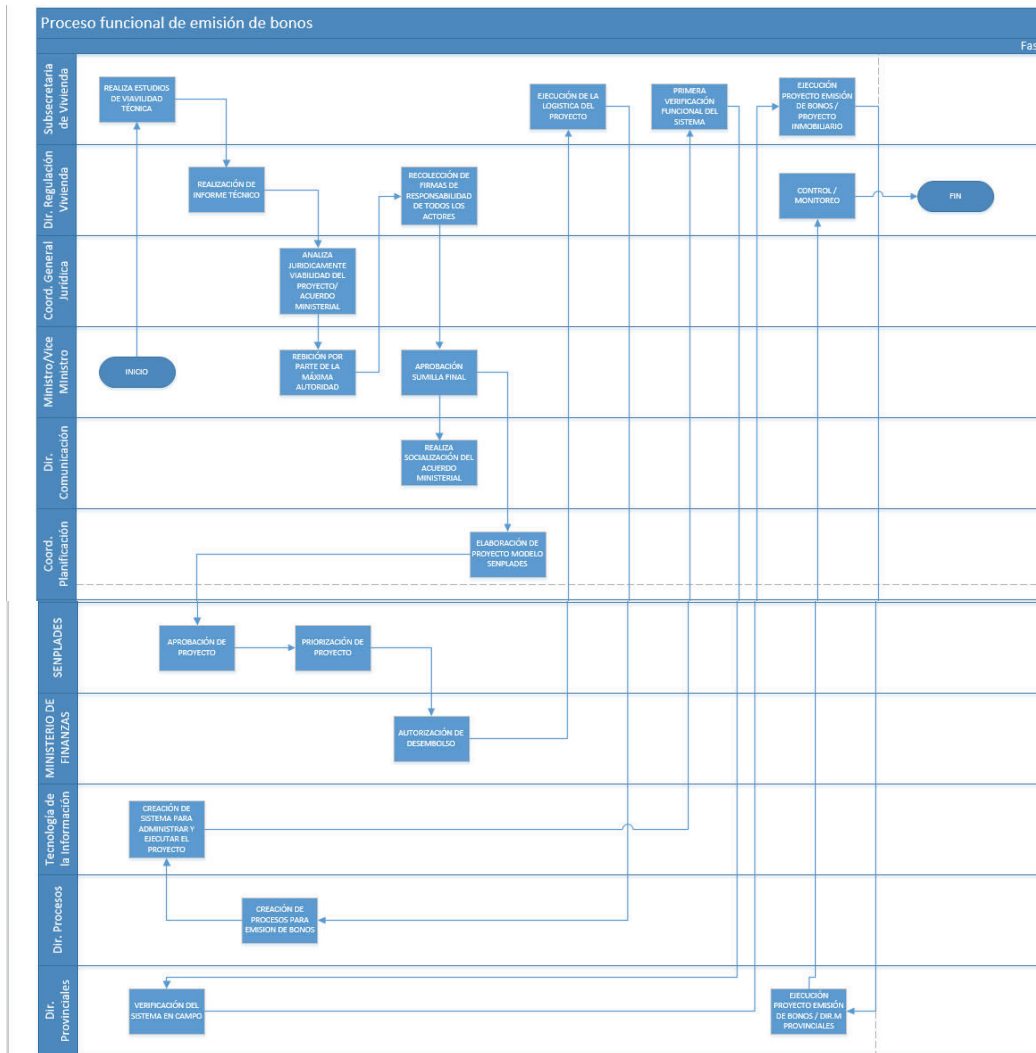 Proceso funcional de emisión de bonos
Fas
Subsecretaria
de Vivienda
REALIZA ESTUDIOS
DE VIAVILIDAD
TÉCNICA
EJECUCIÓN DE LA
LOGISTICA DEL
PROYECTO
PRIMERA
VERIFICACIÓN
FUNCIONAL DEL
SISTEMA
EJECUCIÓN
PROYECTO EMISIÓN
DE BONOS /
PROYECTO
INMOBILIARIO
Dir. Regulación
Vivienda
REALIZACIÓN DE
INFORME TÉCNICO
RECOLECCIÓN DE
FIRMAS DE
RESPONSABILIDAD
DE TODOS LOS
ACTORES
CONTROL /
MONITOREO
FIN
Coord. General
Jurídica
ANALIZA
JURIDICAMENTE
VIABILIDAD DEL
PROYECTO/
ACUERDO
MINISTERIAL
Ministro/Vice
Ministro
INICIO
REBICIÓN POR
PARTE DE LA
MÁXIMA
AUTORIDAD
APROBACIÓN
SUMILLA FINAL
Dir.
Comunicación
REALIZA
SOCIALIZACIÓN DEL
ACUERDO
MINISTERIAL
Coord.
Planificación
ELABORACIÓN DE
PROYECTO MODELO
SENPLADES
SENPLADES
APROBACIÓN DE
PROYECTO
PRIORIZACIÓN DE
PROYECTO
MINISTERIO DE
FINANZAS
AUTORIZACIÓN DE
DESEMBOLSO
Tecnología de
la Información
CREACIÓN DE
SISTEMA PARA
ADMINISTRAR Y
EJECUTAR EL
PROYECTO
Dir. Procesos
CREACIÓN DE
PROCESOS PARA
EMISION DE BONOS
Dir.
Provinciales
VERIFICACIÓN DEL
SISTEMA EN CAMPO
EJECUCIÓN
PROYECTO EMISIÓN
DE BONOS / DIR.M
PROVINCIALES